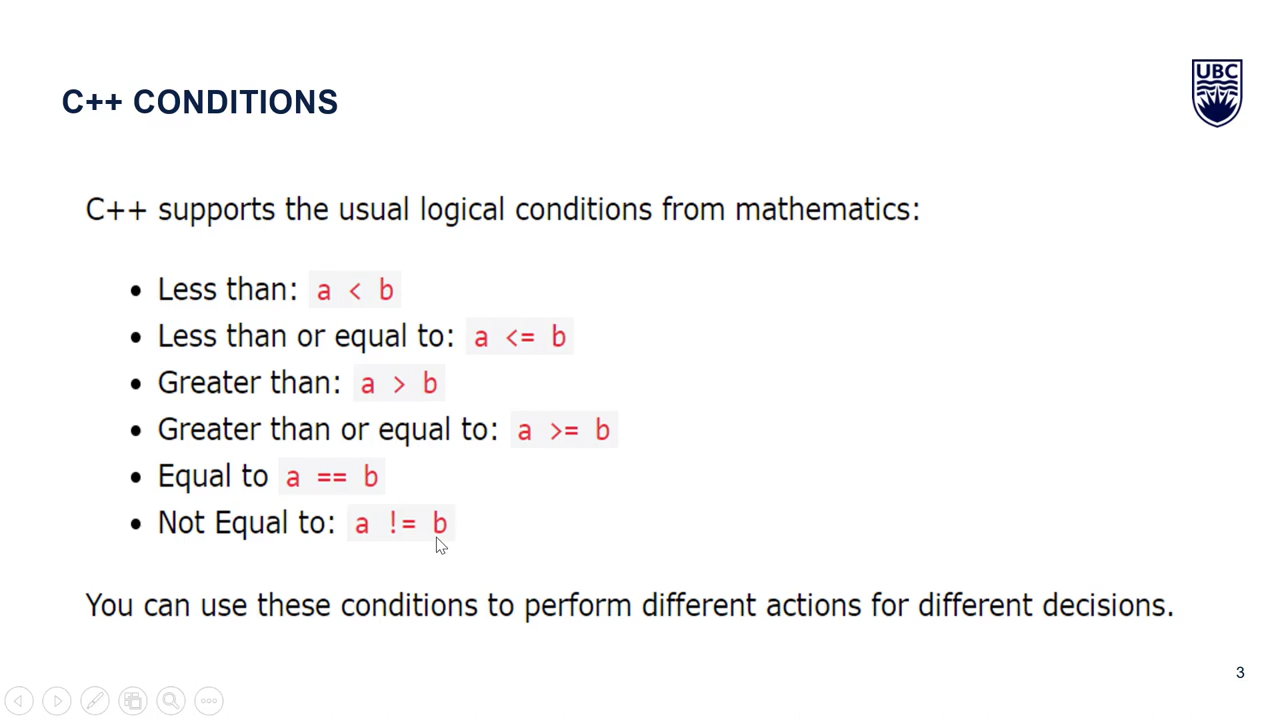 UBC
C++ CONDITIONS
C++ supports the usual logical conditions from mathematics:
• Less than: a < b
• Less than or equal to: a <= b
• Greater than: a > b
• Greater than or equal to: a >= b
• Equal to a == b
• Not Equal to: a != b
You can use these conditions to perform different actions for different decisions.
3